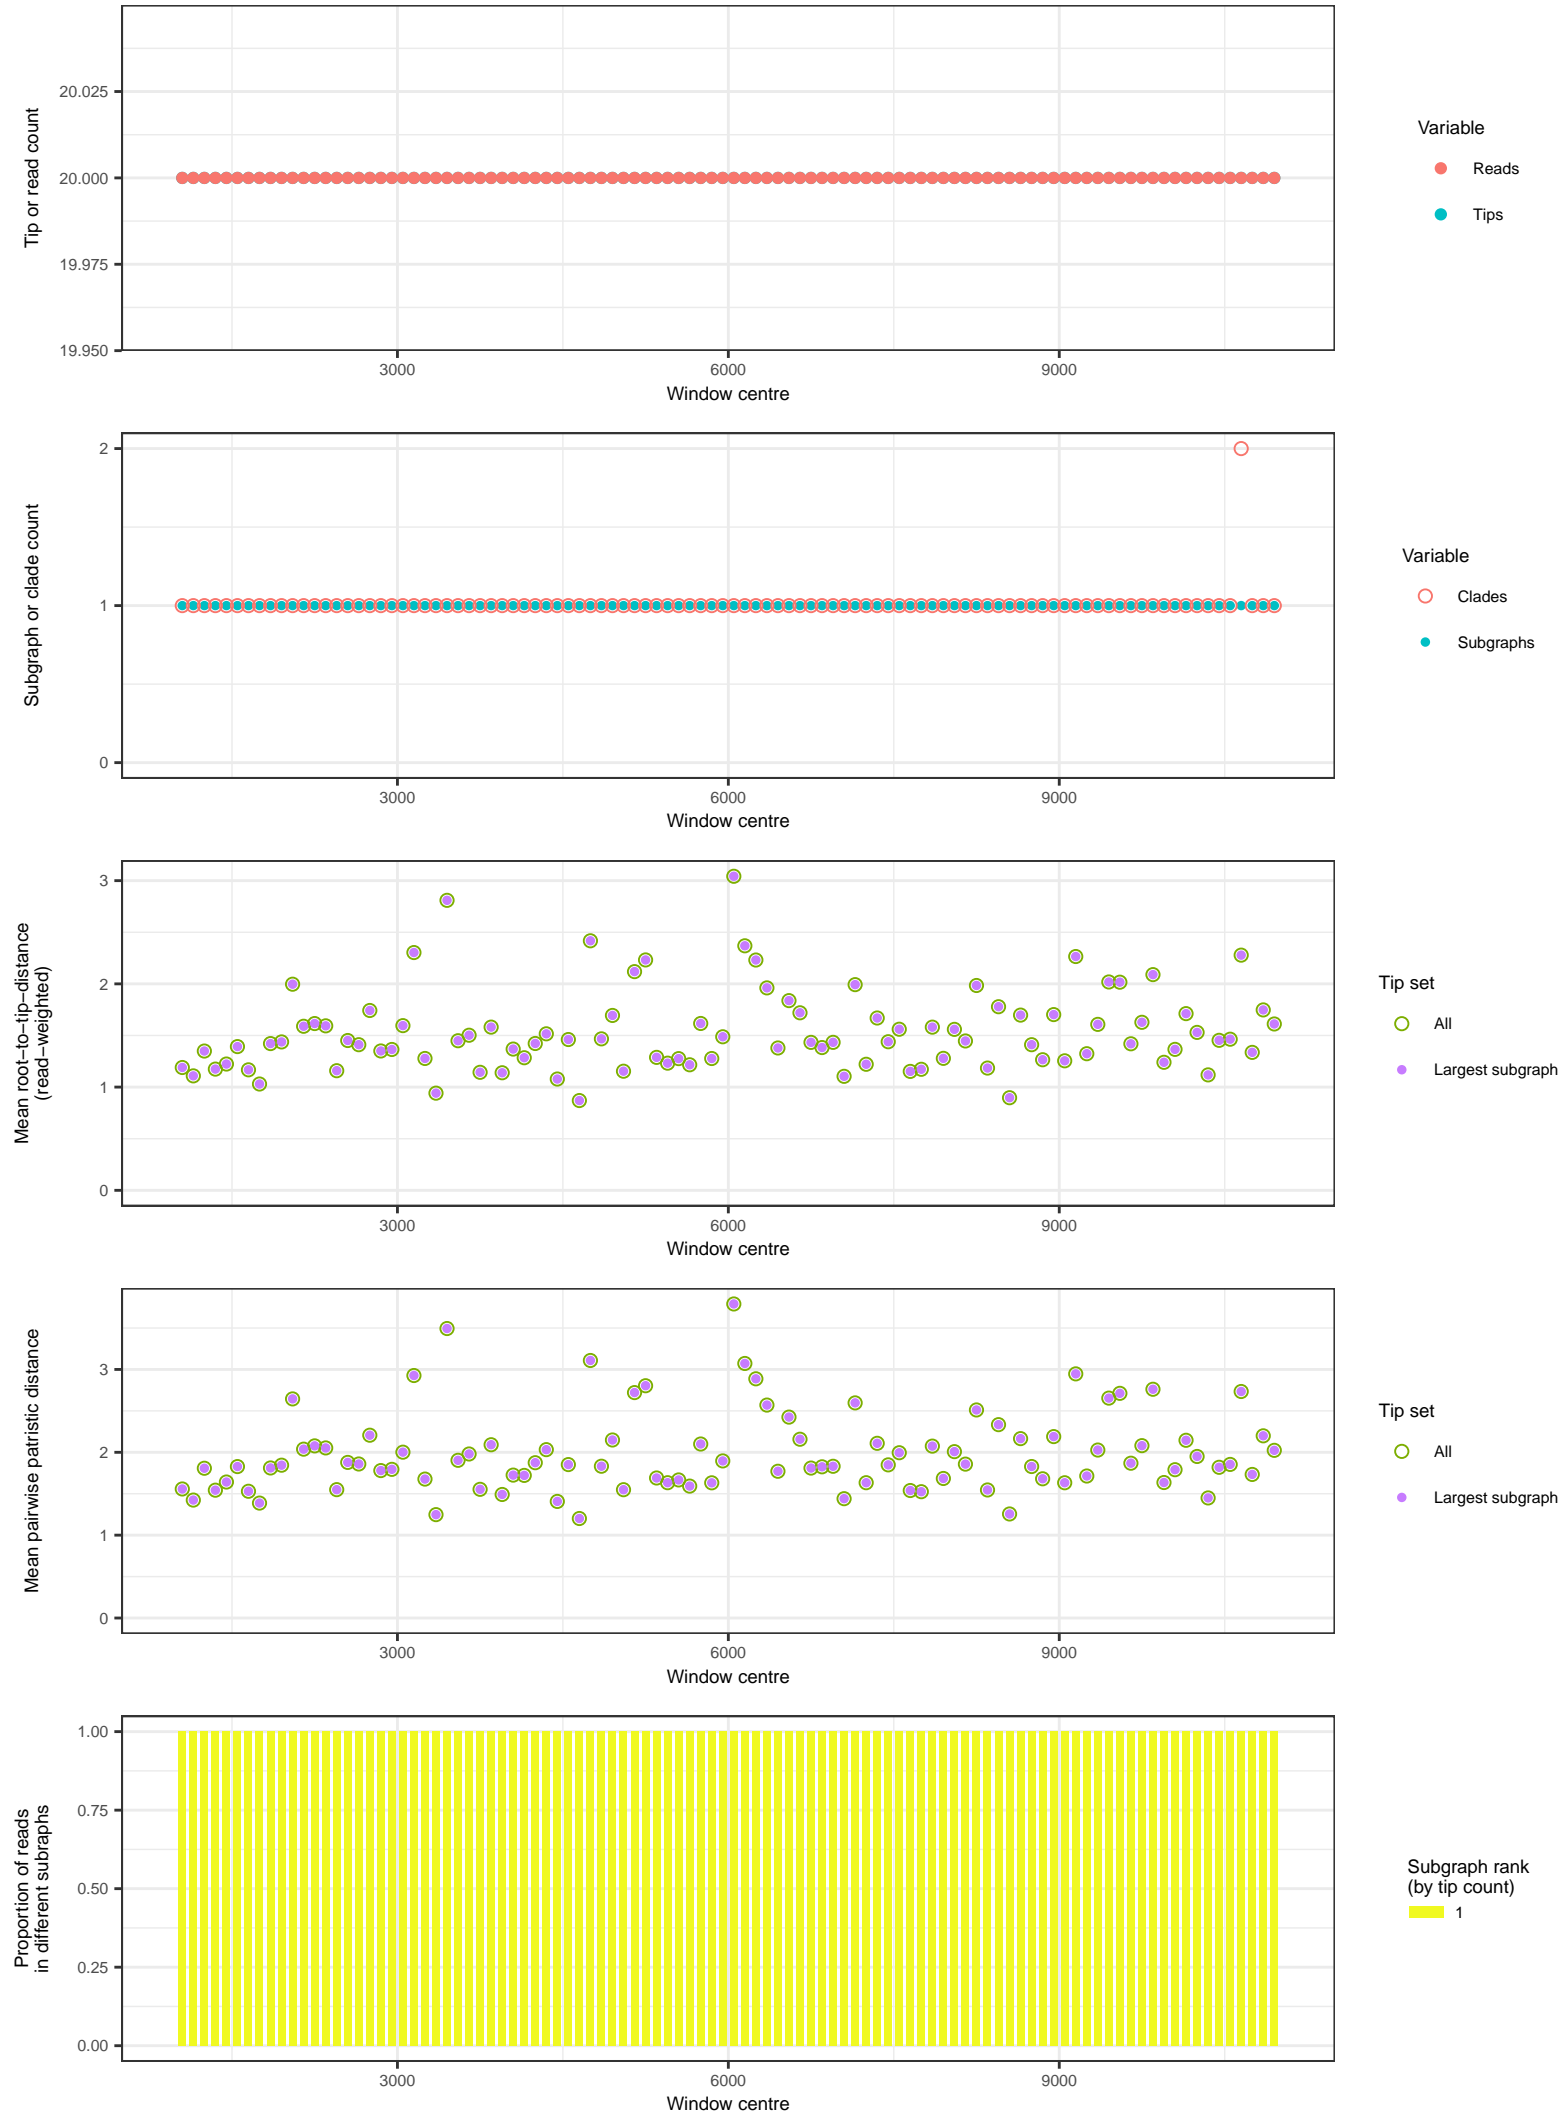 Tip or read count
20.025
20.000
19.975
19.950
3000
6000
9000
Window centre
Variable
Reads
Tips
Subgraph or clade count
2
1
0
3000
6000
9000
Window centre
Variable
Clades
Subgraphs
Mean root−to−tip−distance
(read−weighted)
3
2
1
0
3000
6000
9000
Window centre
Tip set
All
Largest subgraph
Mean pairwise patristic distance
3
2
1
0
3000
6000
9000
Window centre
Tip set
All
Largest subgraph
Proportion of reads
in different subraphs
1.00
0.75
0.50
0.25
0.00
3000
6000
9000
Window centre
Subgraph rank
(by tip count)
1